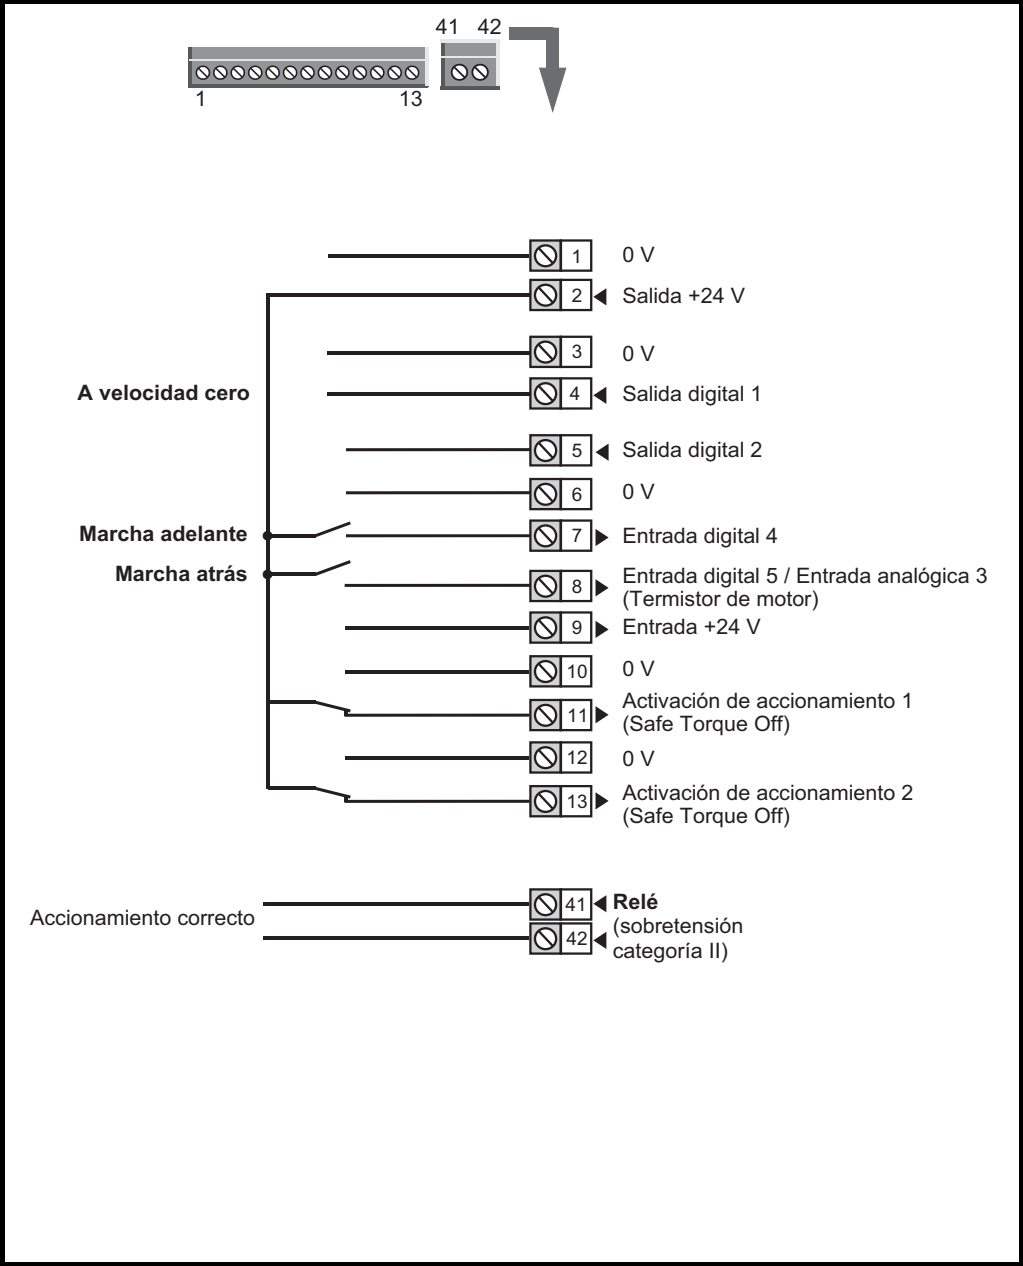 41 42
1 13
1 0 V
2 Salida +24 V
3 0 V
A velocidad cero 4 Salida digital 1
5 Salida digital 2
6 0 V
Marcha adelante 7 Entrada digital 4
Marcha atrás 8 Entrada digital 5 / Entrada analógica 3
(Termistor de motor)
9 Entrada +24 V
10 0 V
11 Activación de accionamiento 1
(Safe Torque Off)
12 0 V
13 Activación de accionamiento 2
(Safe Torque Off)
Accionamiento correcto
41 Relé
(sobretensión
42 categoría II)